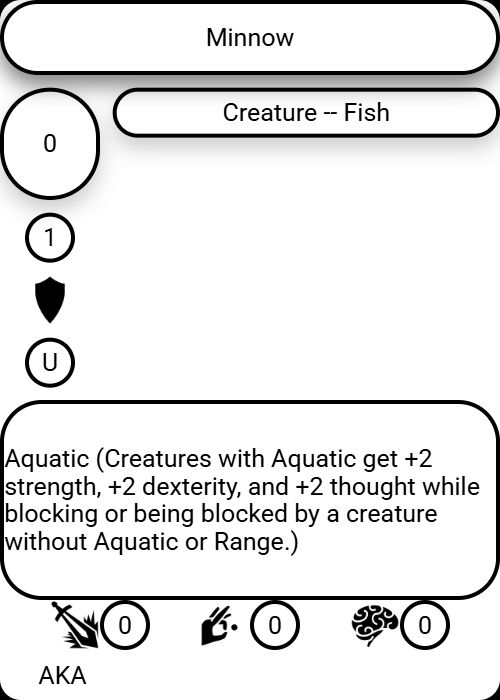 Minnow
0
Creature -- Fish
1
U
Aquatic (Creatures with Aquatic get +2
strength, +2 dexterity, and +2 thought while
blocking or being blocked by a creature
without Aquatic or Range.)
0
0
0
AKA